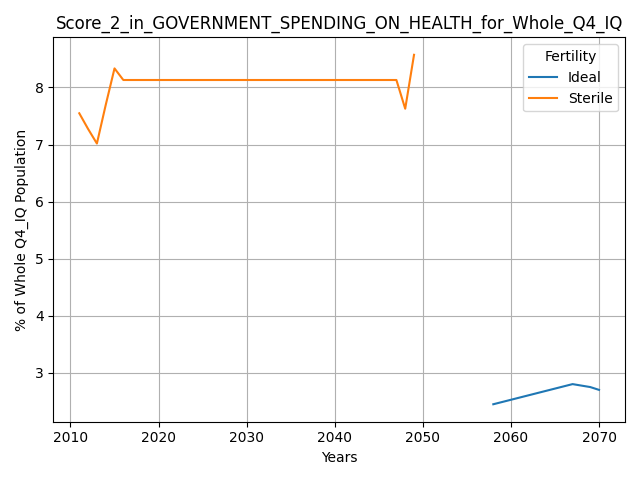 Score_2_in_GOVERNMENT_SPENDING_ON_HEALTH_for_Whole_Q4_IQ
Fertility
Ideal
Sterile
8
7
6
5
4
3
% of Whole Q4_IQ Population
2010 2020 2030 2040 2050 2060 2070
Years